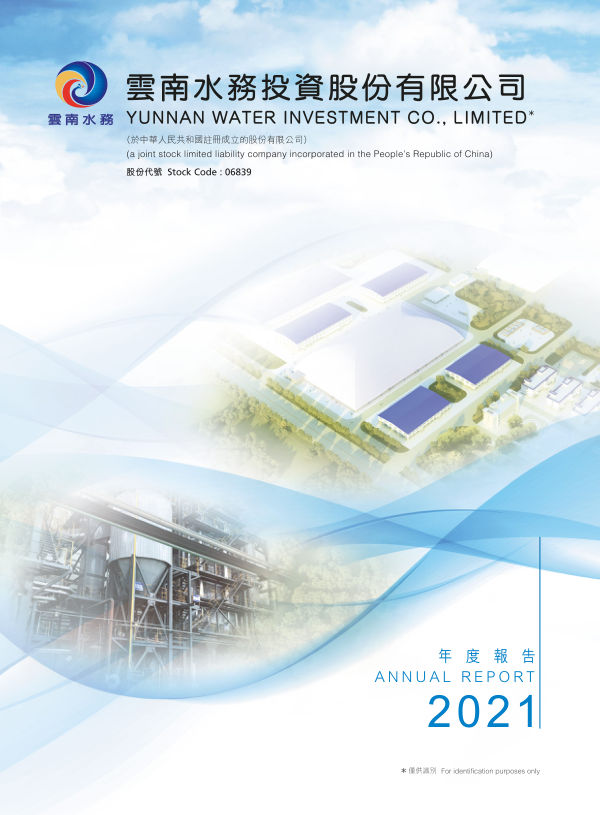 雲南水務
雲南水務投資股份有限公司
YUNNAN WATER INVESTMENT CO., LIMITED*
(於中華人民共和國註冊成立的股份有限公司)
(a joint stock limited liability company incorporated in the People's Republic of China)
股份代號 Stock Code : 06839
年度報告
ANNUAL REPORT
2021
* 僅供識別 For identification purposes only